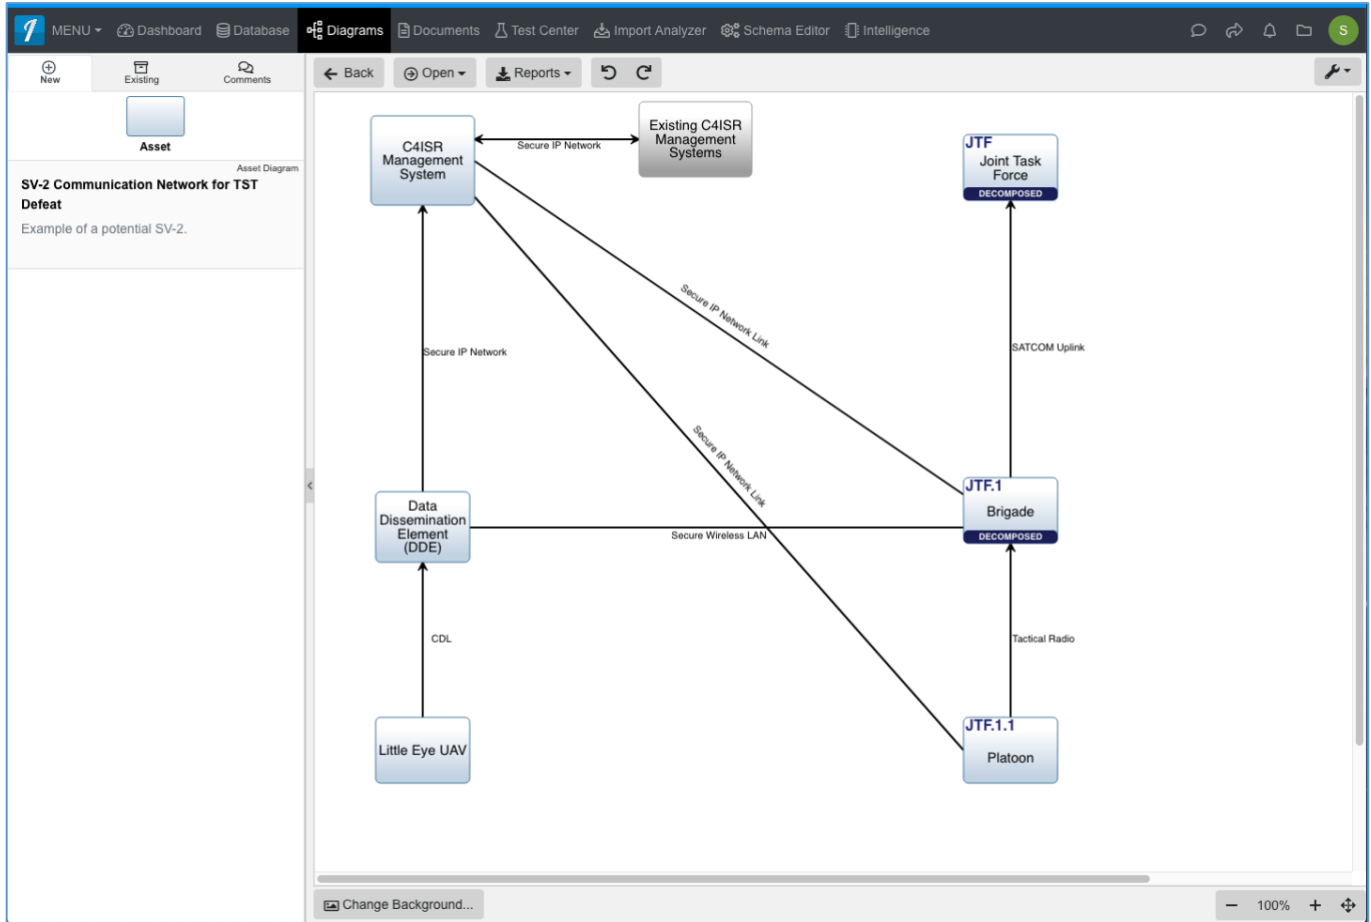 MENU Dashboard Database Diagrams Documents Test Center Import Analyzer Schema Editor Intelligence S
New Existing Comments
Back Open Reports
Asset
Asset Diagram
SV-2 Communication Network for TST
Defeat
Example of a potential SV-2.
C4ISR
Management
System
Secure IP Network
Existing C4ISR
Management
Systems
JTF
Joint Task
Force
DECOMPOSED
Secure IP Network Link
SATCOM Uplink
Secure IP Network
Secure IP Network Link
Data
Dissemination
Element
(DDE)
Secure Wireless LAN
JTF.1
Brigade
DECOMPOSED
CDL
Tactical Radio
Little Eye UAV
JTF.1.1
Platoon
Change Background...
100%